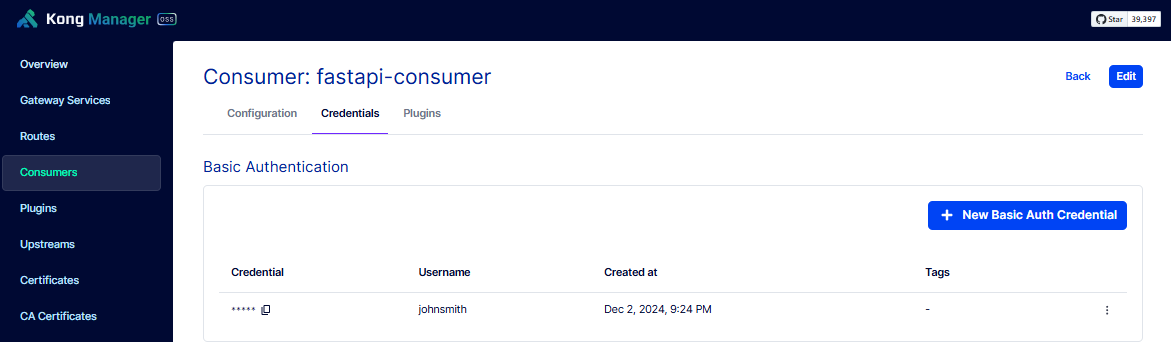 Kong Manager OSS
Star 39,397
Overview
Gateway Services
Routes
Consumers
Plugins
Upstreams
Certificates
CA Certificates
Consumer: fastapi-consumer
Back Edit
Configuration Credentials Plugins
Basic Authentication
+ New Basic Auth Credential
Credential Username Created at Tags
***** johnsmith Dec 2, 2024, 9:24 PM -